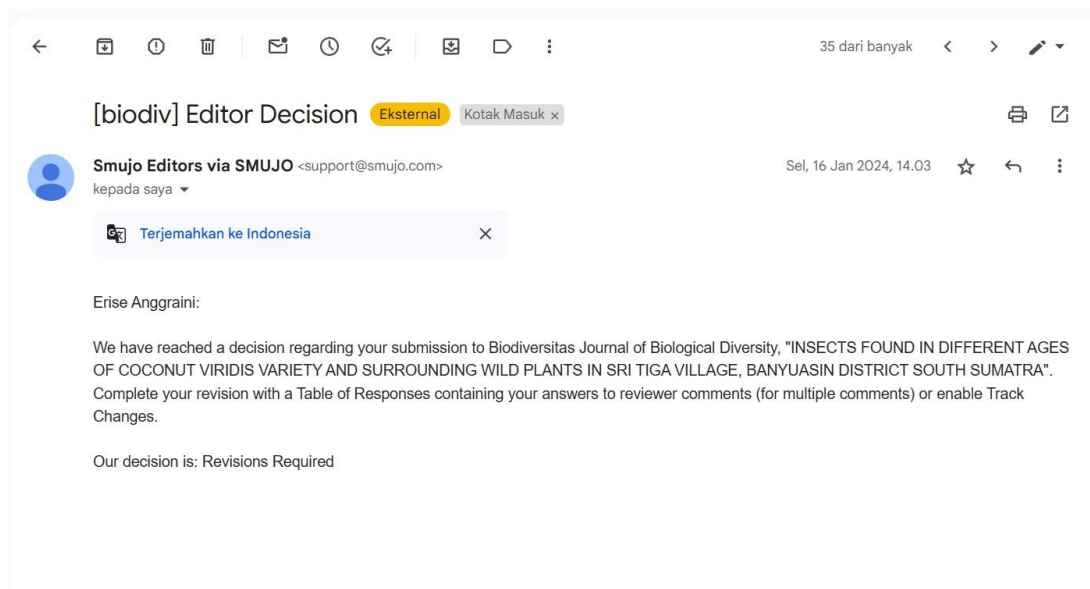 35 dari banyak
[biodiv] Editor Decision Eksternal Kotak Masuk ×
Smujo Editors via SMUJO <support@smujo.com> Sel, 16 Jan 2024, 14.03
kepada saya
Terjemahkan ke Indonesia
Erise Anggraini:
We have reached a decision regarding your submission to Biodiversitas Journal of Biological Diversity, "INSECTS FOUND IN DIFFERENT AGES
OF COCONUT VIRIDIS VARIETY AND SURROUNDING WILD PLANTS IN SRI TIGA VILLAGE, BANYUASIN DISTRICT SOUTH SUMATRA".
Complete your revision with a Table of Responses containing your answers to reviewer comments (for multiple comments) or enable Track
Changes.
Our decision is: Revisions Required